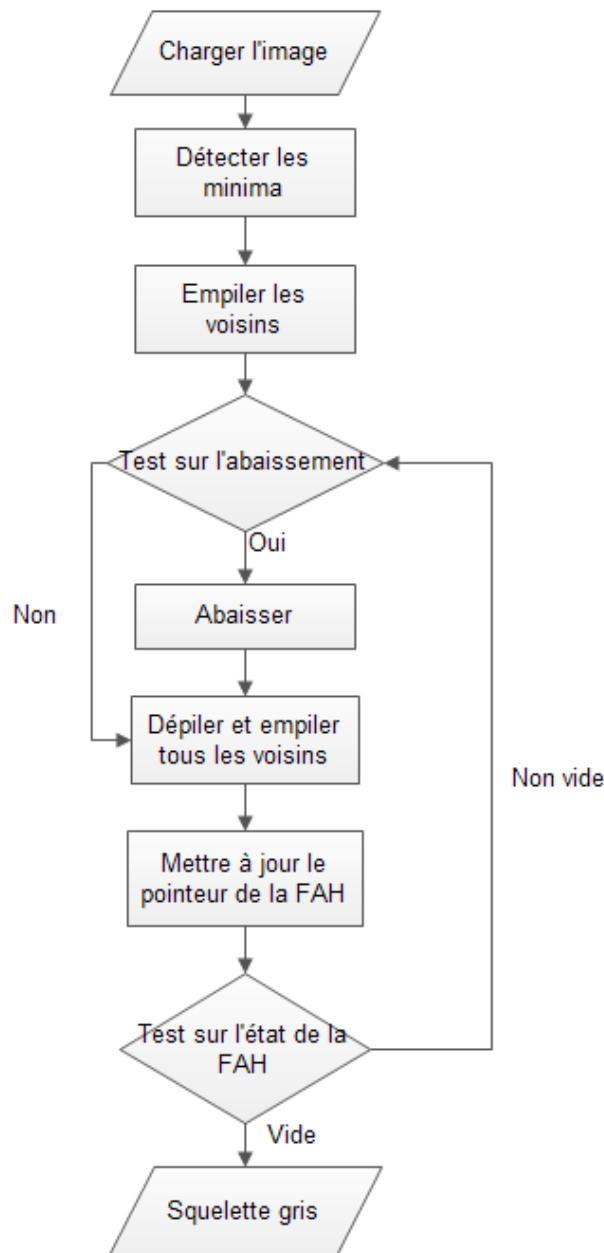 Charger l'image
Détecter les
minima
Empiler les
voisins
Test sur l'abaissement
Oui
Non
Abaisser
Dépiler et empiler
tous les voisins
Non vide
Mettre à jour le
pointeur de la FAH
Test sur l'état de la
FAH
Vide
Squelette gris